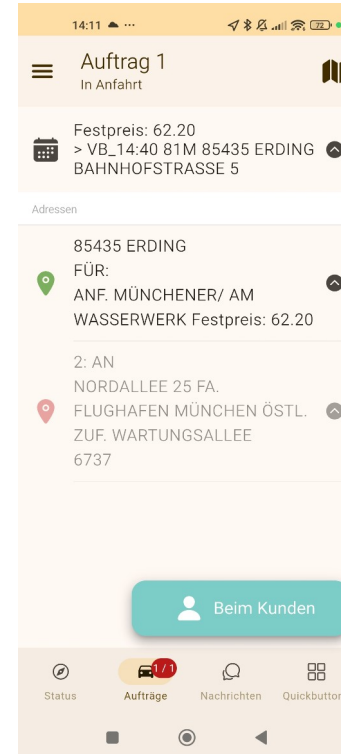 14:11 ...
72
Auftrag 1
In Anfahrt
Festpreis: 62.20
> VB_14:40 81M 85435 ERDING
BAHNHOFSTRASSE 5
Adressen
85435 ERDING
FÜR:
ANF. MÜNCHENER/ AM
WASSERWERK Festpreis: 62.20
2: AN
NORDALLEE 25 FA.
FLUGHAFEN MÜNCHEN ÖSTL.
ZUF. WARTUNGSALLEE
6737
Beim Kunden
1 / 1
Status Aufträge Nachrichten Quickbutton